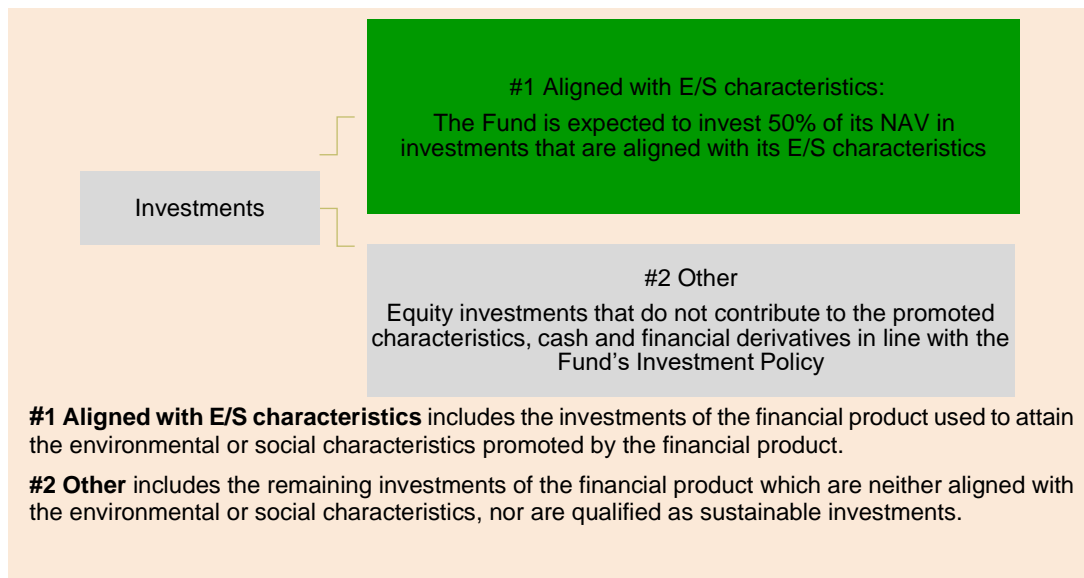 #1 Aligned with E/S characteristics:
The Fund is expected to invest 50% of its NAV in
investments that are aligned with its E/S characteristics
Investments
#2 Other
Equity investments that do not contribute to the promoted
characteristics, cash and financial derivatives in line with the
Fund's Investment Policy
#1 Aligned with E/S characteristics includes the investments of the financial product used to attain
the environmental or social characteristics promoted by the financial product.
#2 Other includes the remaining investments of the financial product which are neither aligned with
the environmental or social characteristics, nor are qualified as sustainable investments.